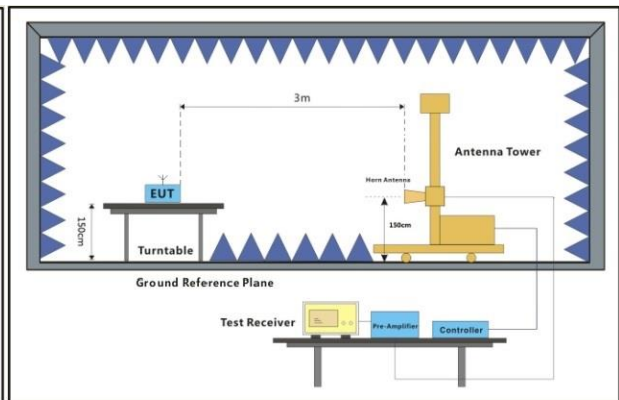 3m
Antenna Tower
Horn Antenna
EUT
150cm
150cm
Turntable
Ground Reference Plane
Test Receiver
Pre-Amplifier
Controller